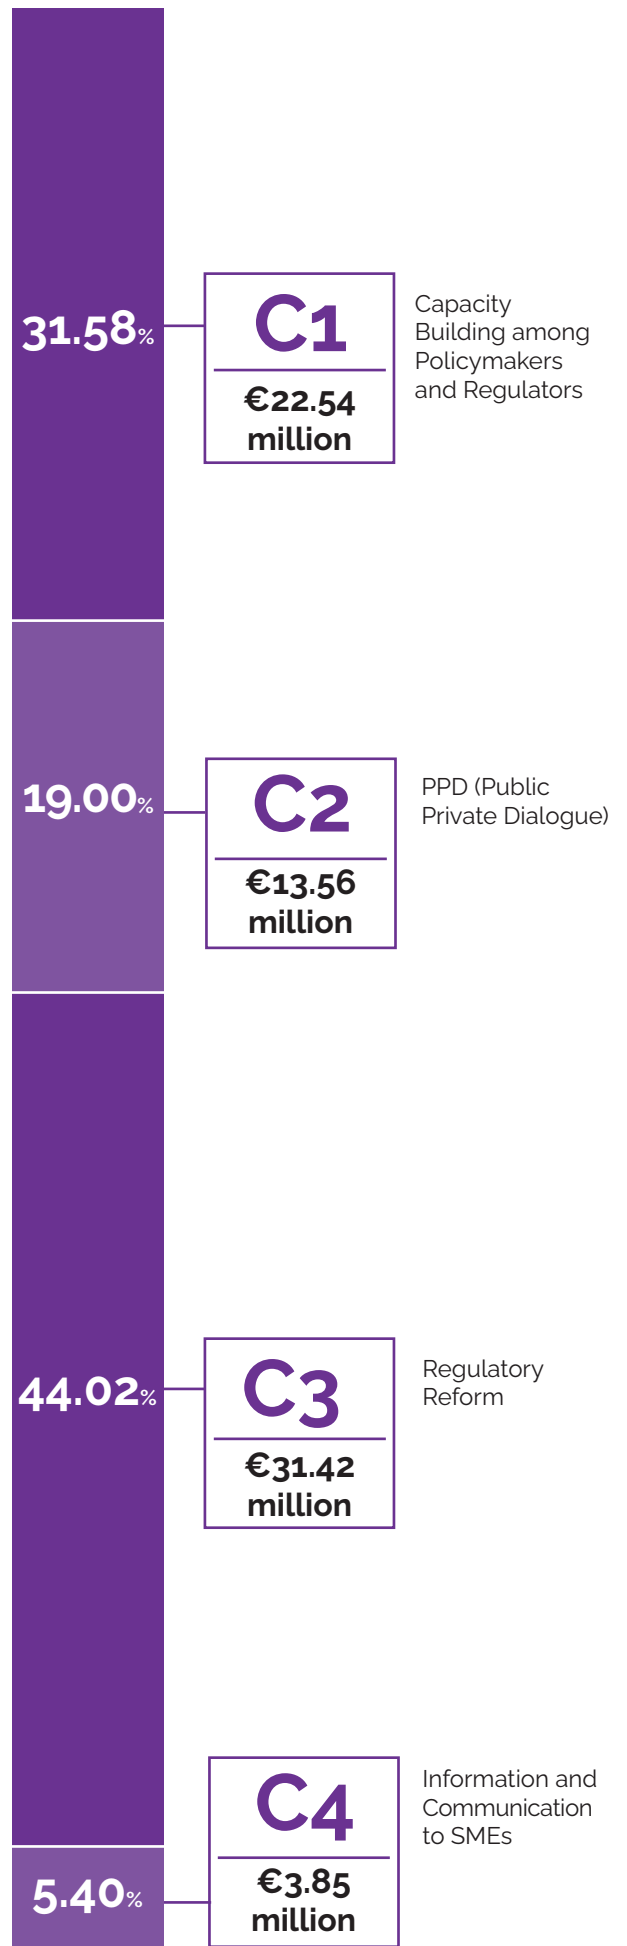 31.58%
C1
€22.54
million
Capacity
Building among
Policymakers
and Regulators
19.00%
C2
€13.56
million
PPD (Public
Private Dialogue)
44.02%
C3
€31.42
million
Regulatory
Reform
5.40%
C4
€3.85
million
Information and
Communication
to SMEs